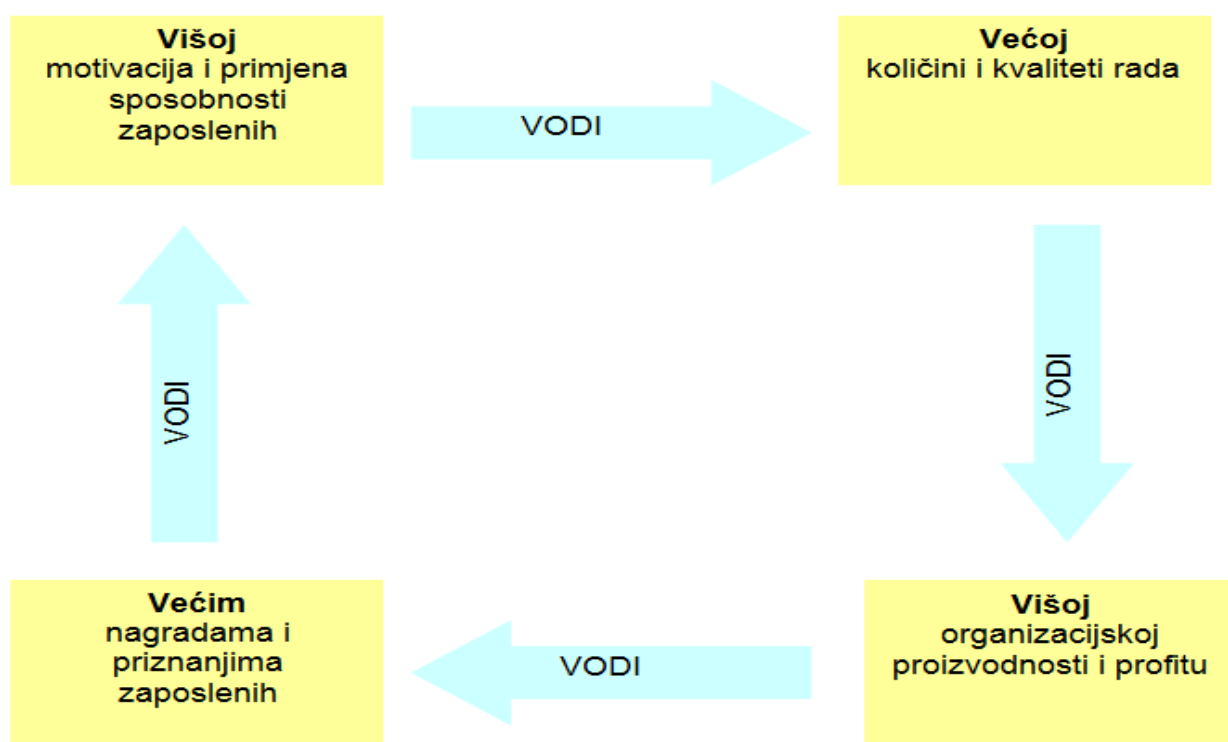 Višoj
motivacija i primjena
sposobnosti
zaposlenih
VODI
Većoj
količini i kvaliteti rada
VODI
Višoj
organizacijskoj
proizvodnosti i profitu
VODI
Većim
nagradama i
priznanjima
zaposlenih
VODI